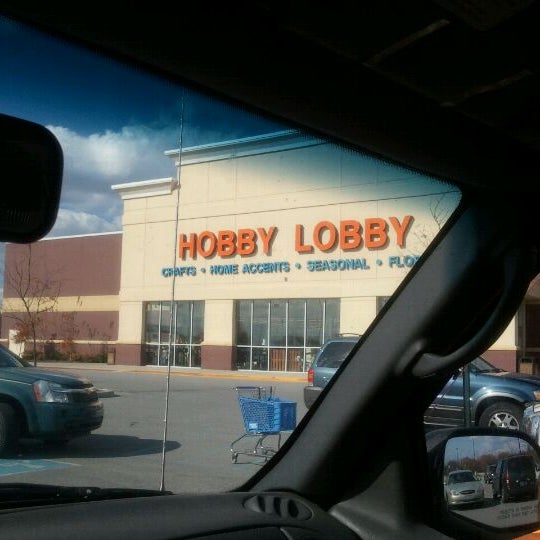 HOBBY LOBBY
CRAFTS • HOME ACCENTS • SEASONAL •